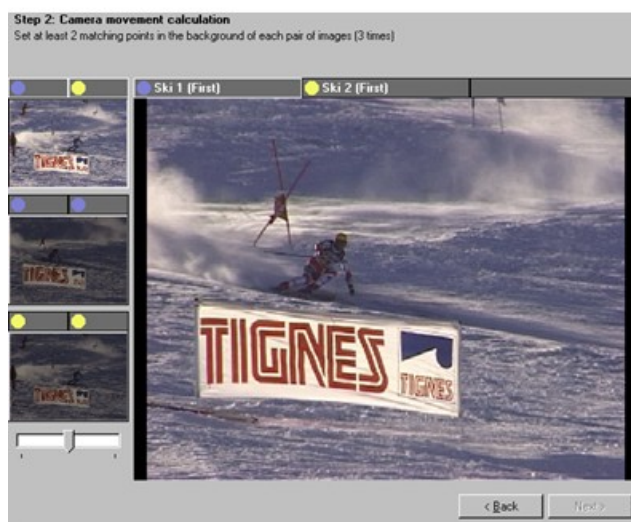 Step 2: Camera movement calculation
Set at least 2 matching points in the background of each pair of images (3 times)
Ski 1 (First)
Ski 2 (First)
TIGNES
TIGNES
TIGNES
TIGNES
TIGNES
< Back
Next >